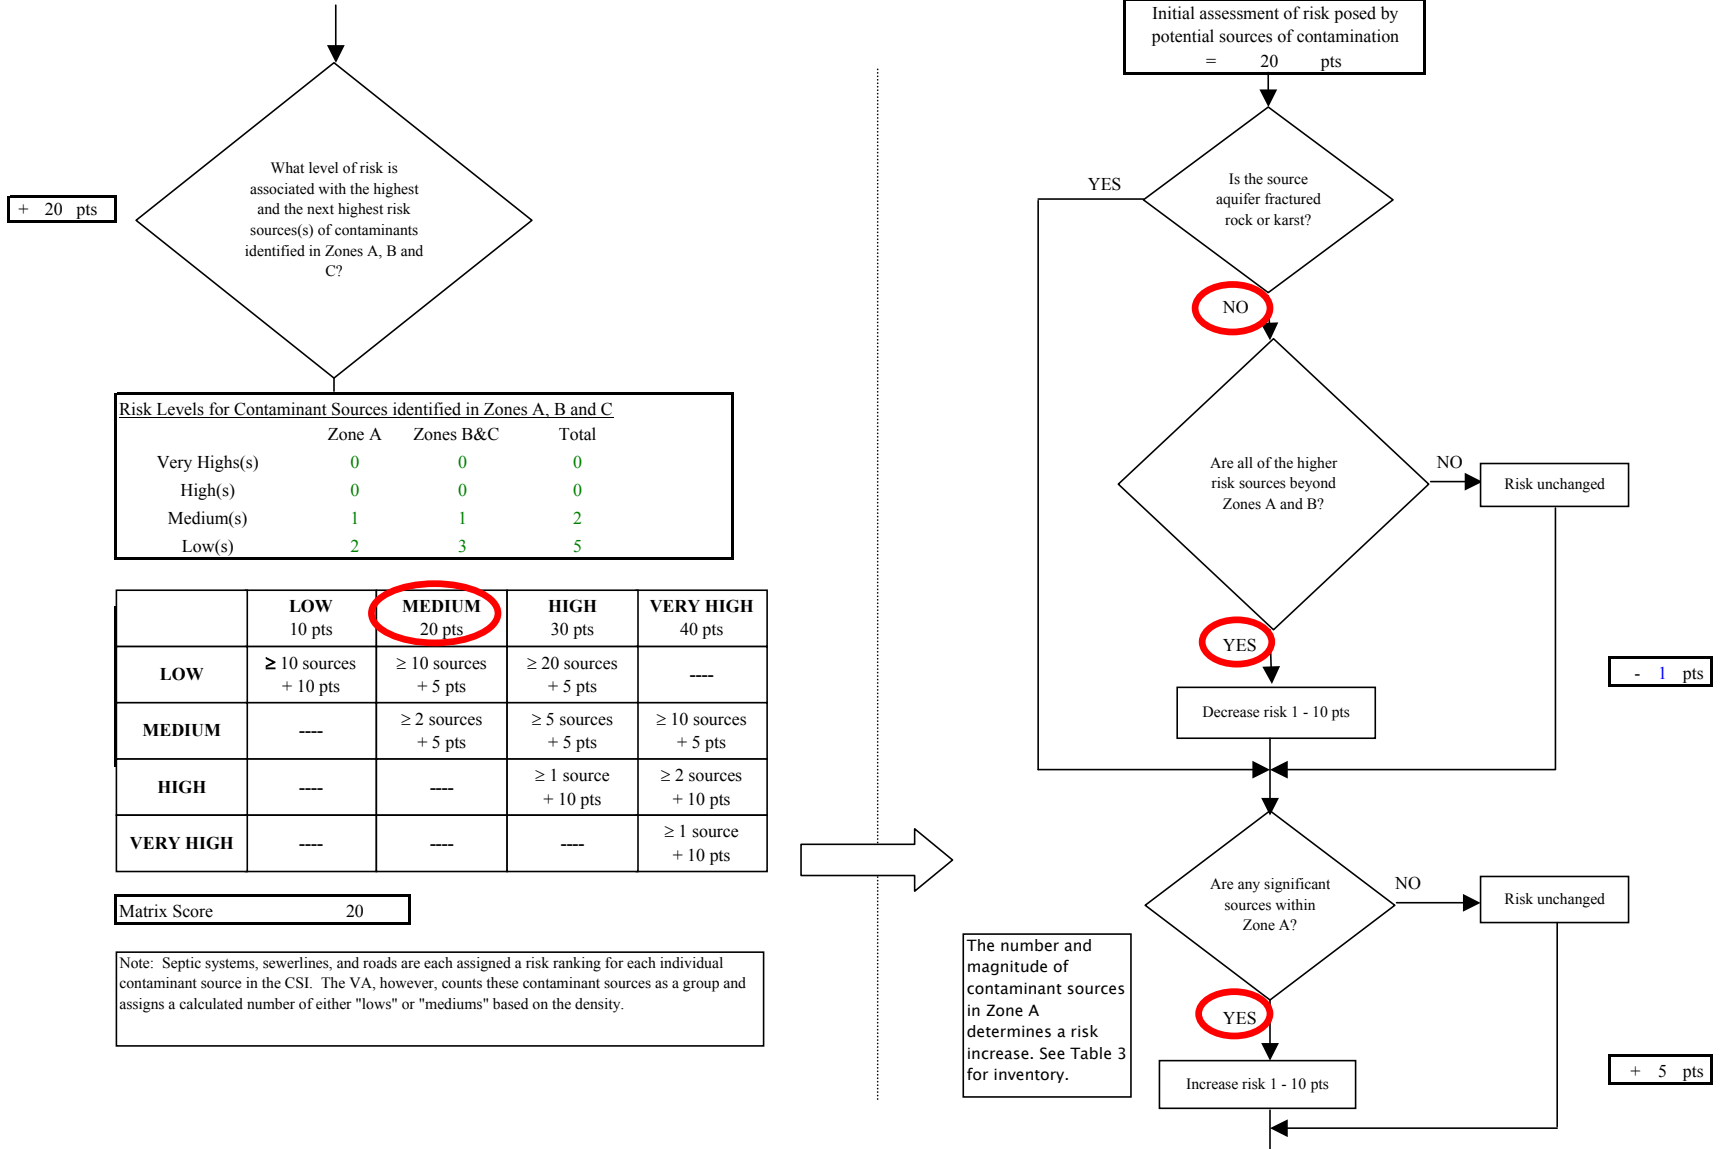 What level of risk is
associated with the highest
and the next highest risk
sources(s) of contaminants
identified in Zones A, B and
C?
+ 20 pts
Risk Levels for Contaminant Sources identified in Zones A, B and C
Zone A Zones B&C Total
Very Highs(s) 0 0 0
High(s) 0 0 0
Medium(s) 1 1 2
Low(s) 2 3 5
LOW MEDIUM HIGH VERY HIGH
10 pts 20 pts 30 pts 40 pts
LOW ≥ 10 sources ≥ 10 sources ≥ 20 sources ----
+ 10 pts + 5 pts + 5 pts
MEDIUM ---- ≥ 2 sources ≥ 5 sources ≥ 10 sources
+ 5 pts + 5 pts + 5 pts
HIGH ---- ---- ≥ 1 source ≥ 2 sources
+ 10 pts + 10 pts
VERY HIGH ---- ---- ---- ≥ 1 source
+ 10 pts
Matrix Score 20
Note: Septic systems, sewerlines, and roads are each assigned a risk ranking for each individual
contaminant source in the CSI. The VA, however, counts these contaminant sources as a group and
assigns a calculated number of either "lows" or "mediums" based on the density.
Initial assessment of risk posed by
potential sources of contamination
= 20 pts
Is the source
aquifer fractured
rock or karst?
YES
NO
Are all of the higher
risk sources beyond
Zones A and B?
NO
Risk unchanged
YES
Decrease risk 1 - 10 pts
- 1 pts
Are any significant
sources within
Zone A?
NO
Risk unchanged
The number and
magnitude of
contaminant sources
in Zone A
determines a risk
increase. See Table 3
for inventory.
YES
Increase risk 1 - 10 pts
+ 5 pts